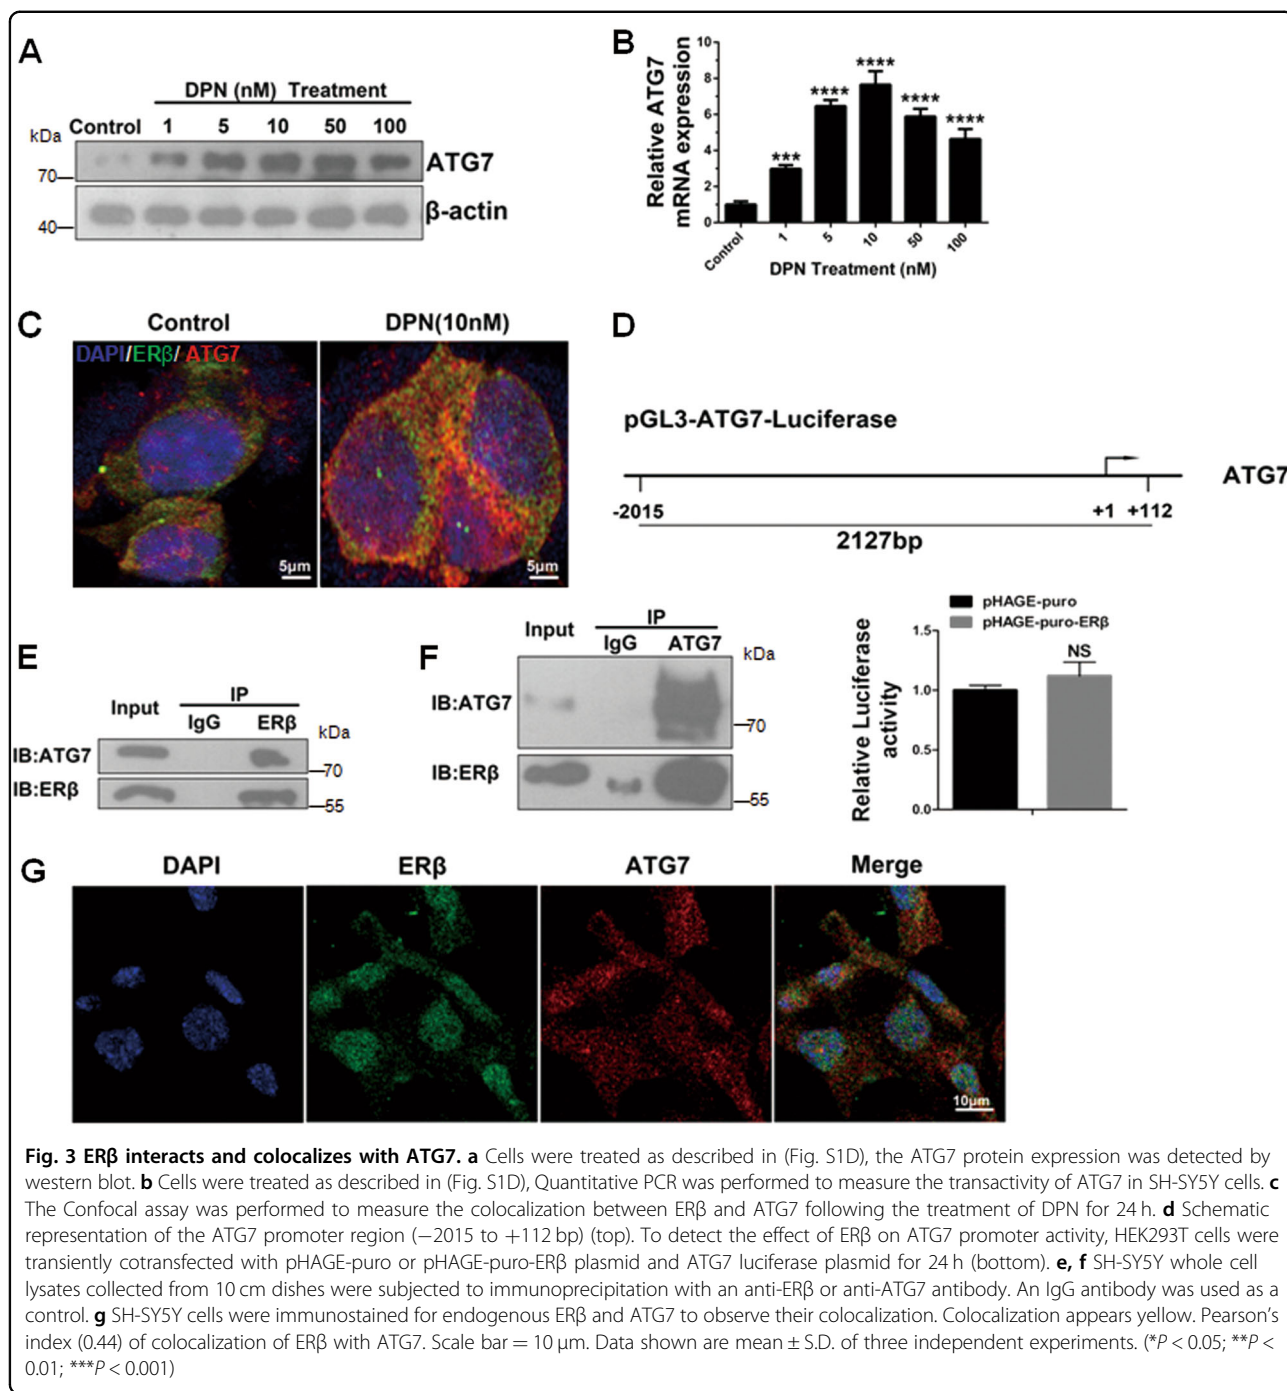 A
DPN (nM) Treatment
Control 1 5 10 50 100
kDa
ATG7
70
β-actin
40
B
Relative ATG7
mRNA expression
10
8
6
4
2
0
***
****
****
****
****
Control 1 5 10 50 100
DPN Treatment (nM)
C
Control DPN(10nM)
DAPI/ERβ/ ATG7
5μm 5μm
D
pGL3-ATG7-Luciferase
ATG7
-2015 +1 +112
2127bp
pHAGE-puro
pHAGE-puro-ERβ
Relative Luciferase
activity
1.5
1.0
0.5
0.0
NS
E
IP
Input IgG ERβ kDa
IB:ATG7
70
IB:ERβ
55
F
IP
Input IgG ATG7 kDa
IB:ATG7
70
IB:ERβ
55
G
DAPI ERβ ATG7 Merge
10μm
Fig. 3 ERβ interacts and colocalizes with ATG7. a Cells were treated as described in (Fig. S1D), the ATG7 protein expression was detected by
western blot. b Cells were treated as described in (Fig. S1D), Quantitative PCR was performed to measure the transactivity of ATG7 in SH-SY5Y cells. c
The Confocal assay was performed to measure the colocalization between ERβ and ATG7 following the treatment of DPN for 24 h. d Schematic
representation of the ATG7 promoter region (−2015 to +112 bp) (top). To detect the effect of ERβ on ATG7 promoter activity, HEK293T cells were
transiently cotransfected with pHAGE-puro or pHAGE-puro-ERβ plasmid and ATG7 luciferase plasmid for 24 h (bottom). e, f SH-SY5Y whole cell
lysates collected from 10 cm dishes were subjected to immunoprecipitation with an anti-ERβ or anti-ATG7 antibody. An IgG antibody was used as a
control. g SH-SY5Y cells were immunostained for endogenous ERβ and ATG7 to observe their colocalization. Colocalization appears yellow. Pearson's
index (0.44) of colocalization of ERβ with ATG7. Scale bar = 10 μm. Data shown are mean ± S.D. of three independent experiments. (*P < 0.05; **P <
0.01; ***P < 0.001)